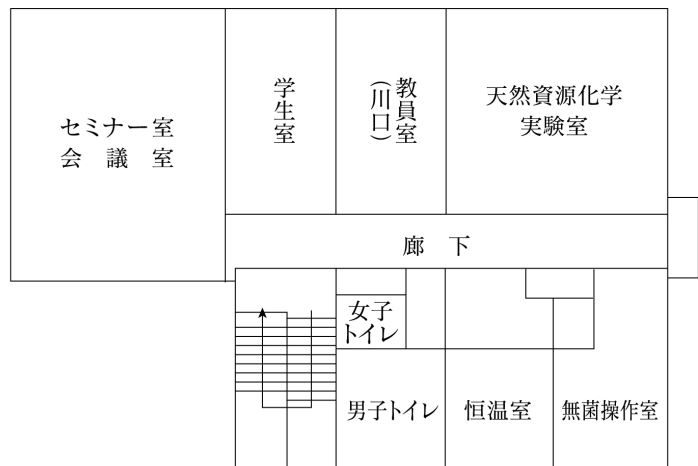 セミナー室
会議室
学生室
教員室
(川口)
天然資源化学
実験室
廊下
女子
トイレ
男子トイレ
恒温室
無菌操作室